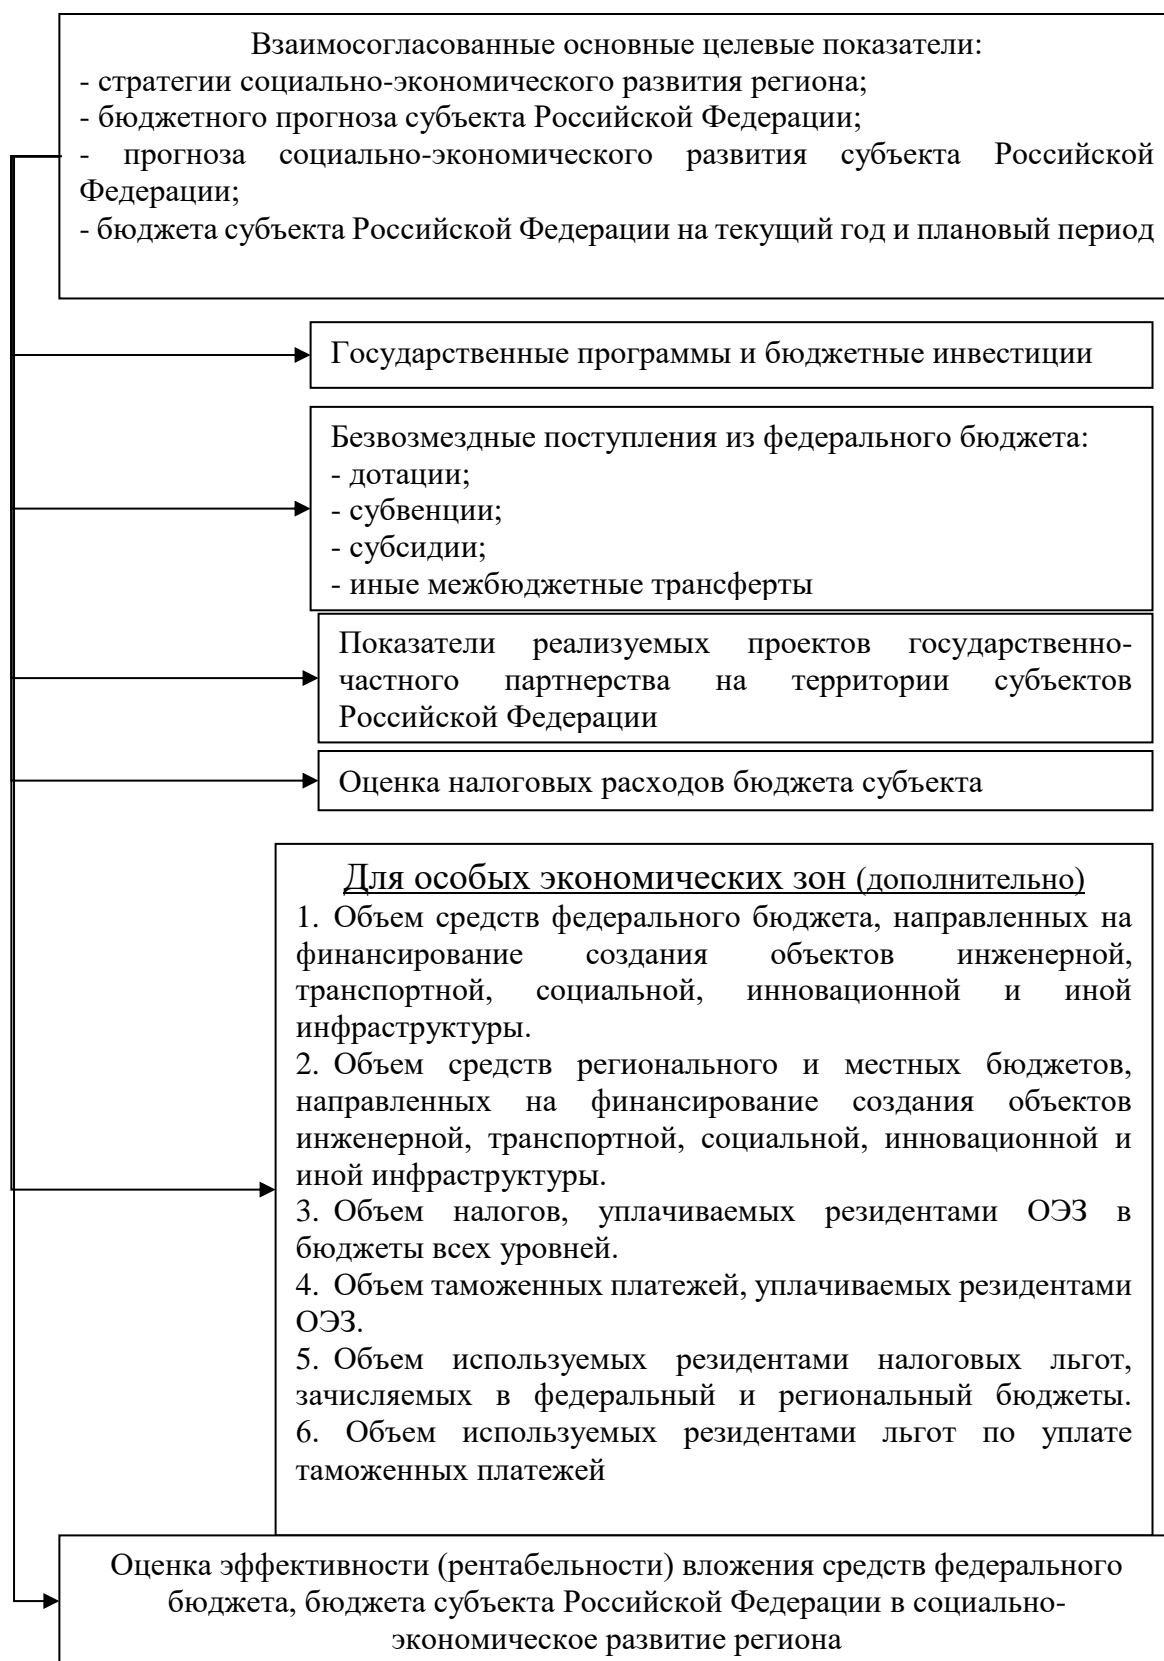 Взаимосогласованные основные целевые показатели:
- стратегии социально-экономического развития региона;
- бюджетного прогноза субъекта Российской Федерации;
- прогноза социально-экономического развития субъекта Российской
Федерации;
- бюджета субъекта Российской Федерации на текущий год и плановый период
Государственные программы и бюджетные инвестиции
Безвозмездные поступления из федерального бюджета:
- дотации;
- субвенции;
- субсидии;
- иные межбюджетные трансферты
Показатели реализуемых проектов государственно-
частного партнерства на территории субъектов
Российской Федерации
Оценка налоговых расходов бюджета субъекта
Для особых экономических зон (дополнительно)
1. Объем средств федерального бюджета, направленных на
финансирование создания объектов инженерной,
транспортной, социальной, инновационной и иной
инфраструктуры.
2. Объем средств регионального и местных бюджетов,
направленных на финансирование создания объектов
инженерной, транспортной, социальной, инновационной и
иной инфраструктуры.
3. Объем налогов, уплачиваемых резидентами ОЭЗ в
бюджеты всех уровней.
4. Объем таможенных платежей, уплачиваемых резидентами
ОЭЗ.
5. Объем используемых резидентами налоговых льгот,
зачисляемых в федеральный и региональный бюджеты.
6. Объем используемых резидентами льгот по уплате
таможенных платежей
Оценка эффективности (рентабельности) вложения средств федерального
бюджета, бюджета субъекта Российской Федерации в социально-
экономическое развитие региона